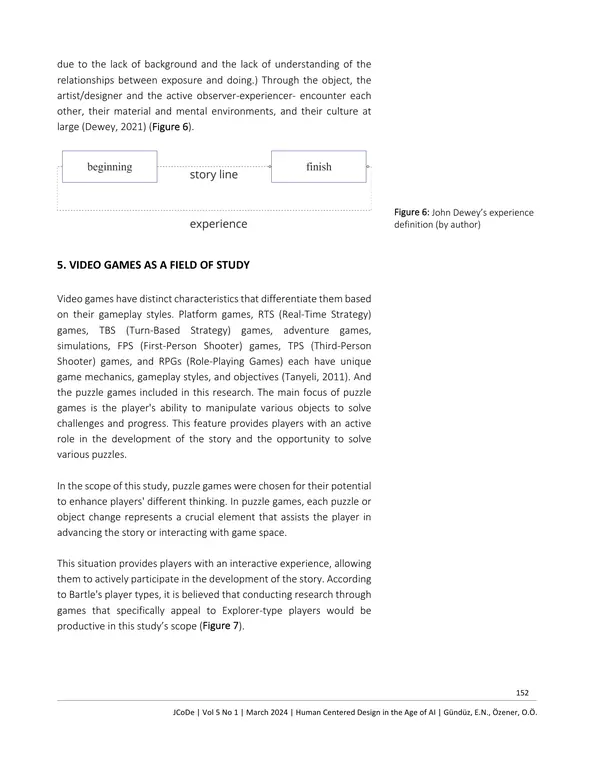 due to the lack of background and the lack of understanding of the
relationships between exposure and doing.) Through the object, the
artist/designer and the active observer-experiencer- encounter each
other, their material and mental environments, and their culture at
large (Dewey, 2021) (Figure 6).
beginning
story line
finish
experience
Figure 6: John Dewey's experience
definition (by author)
5. VIDEO GAMES AS A FIELD OF STUDY
Video games have distinct characteristics that differentiate them based
on their gameplay styles. Platform games, RTS (Real-Time Strategy)
games, TBS (Turn-Based Strategy) games, adventure games,
simulations, FPS (First-Person Shooter) games, TPS (Third-Person
Shooter) games, and RPGs (Role-Playing Games) each have unique
game mechanics, gameplay styles, and objectives (Tanyeli, 2011). And
the puzzle games included in this research. The main focus of puzzle
games is the player's ability to manipulate various objects to solve
challenges and progress. This feature provides players with an active
role in the development of the story and the opportunity to solve
various puzzles.
In the scope of this study, puzzle games were chosen for their potential
to enhance players' different thinking. In puzzle games, each puzzle or
object change represents a crucial element that assists the player in
advancing the story or interacting with game space.
This situation provides players with an interactive experience, allowing
them to actively participate in the development of the story. According
to Bartle's player types, it is believed that conducting research through
games that specifically appeal to Explorer-type players would be
productive in this study's scope (Figure 7).
152
JCoDe | Vol 5 No 1 | March 2024 | Human Centered Design in the Age of AI | Gündüz, E.N., Özener, O.Ö.